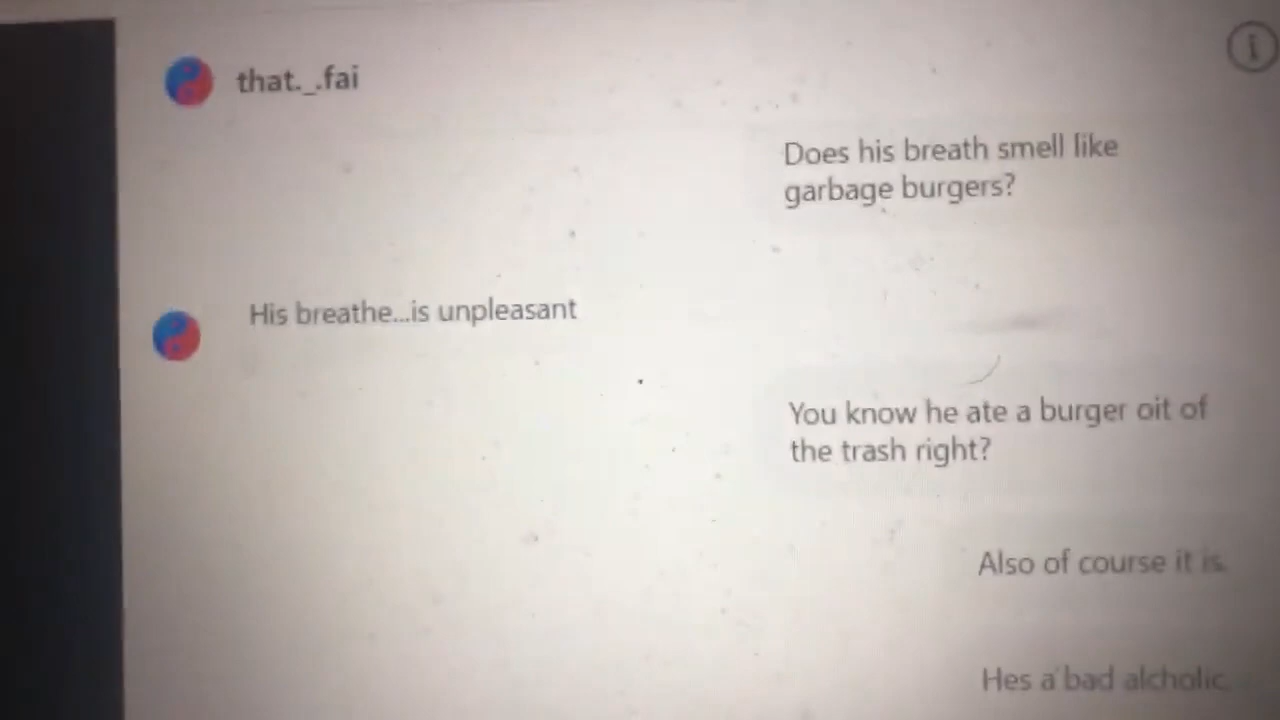 that._.fai
Does his breath smell like
garbage burgers?
His breathe...is unpleasant
You know he ate a burger oit of
the trash right?
Also of course it is.
Hes a bad alcholic.